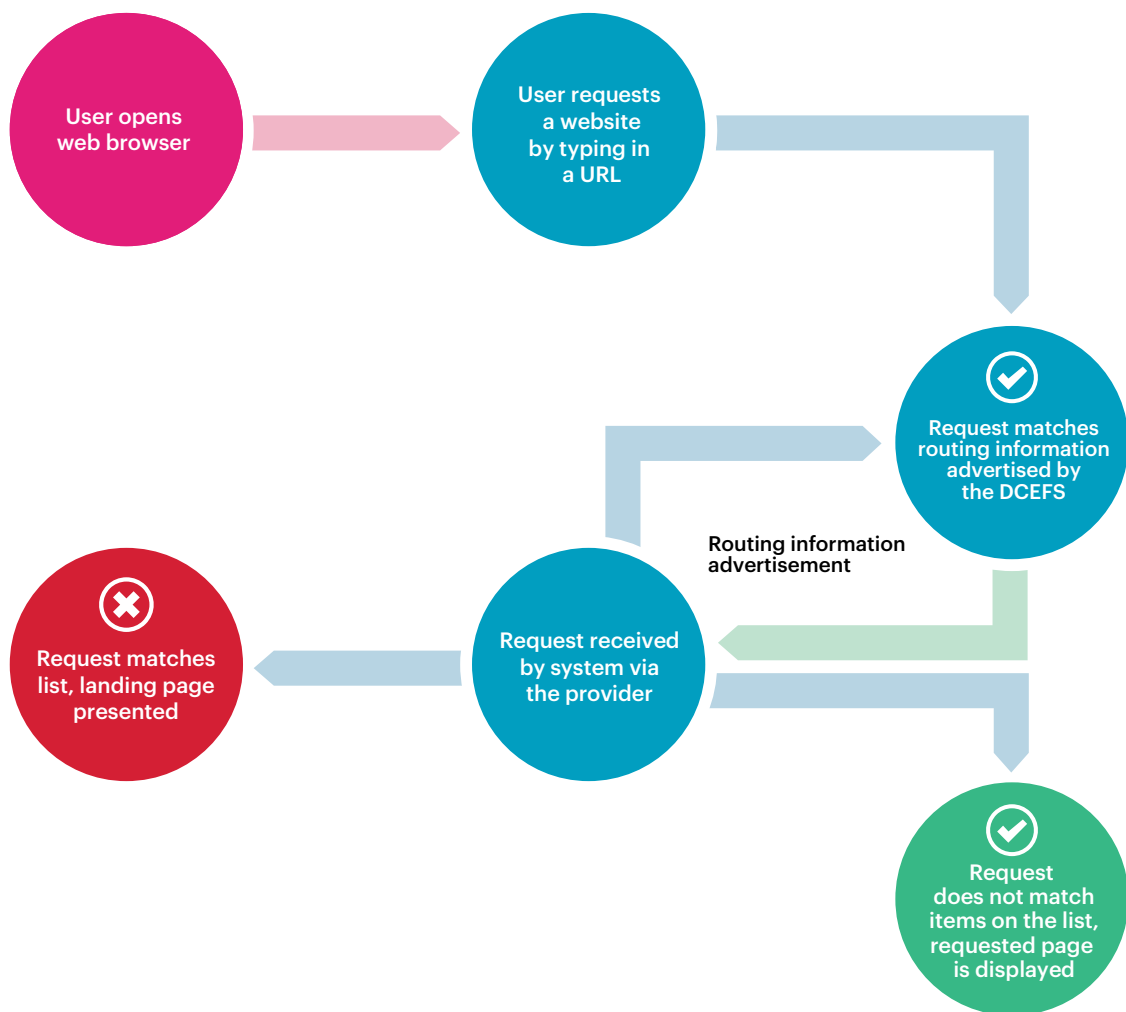 User opens
web browser
User requests
a website
by typing in
a URL
Request matches
routing information
advertised by
the DCEFS
Routing information
advertisement
Request matches
list, landing page
presented
Request received
by system via
the provider
Request
does not match
items on the list,
requested page
is displayed